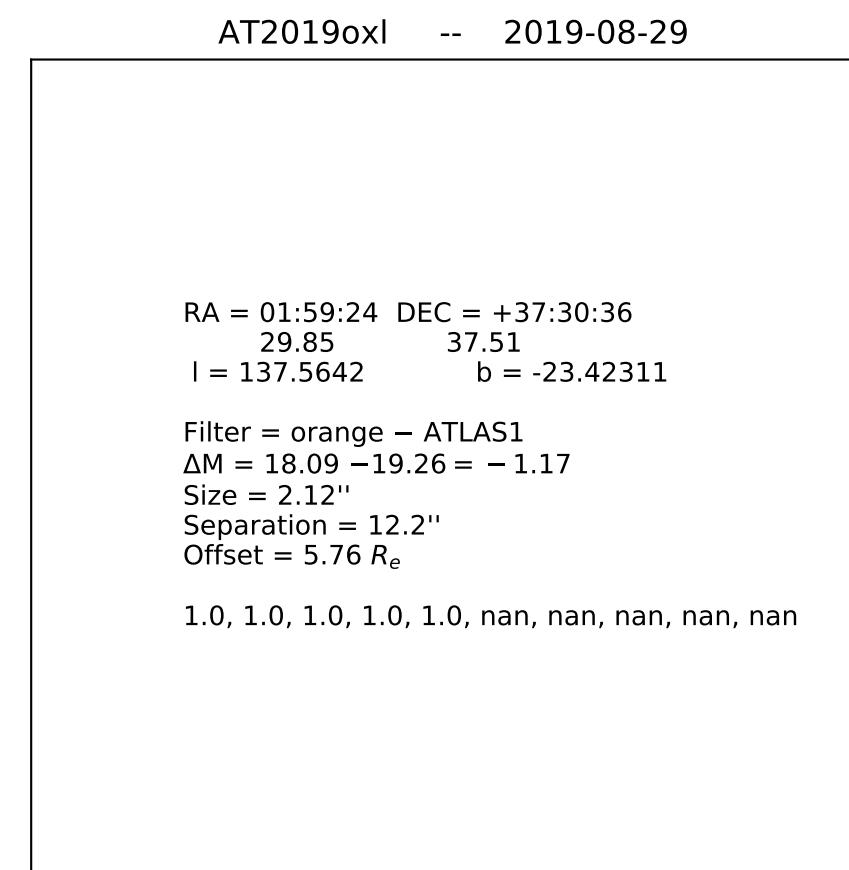 AT2019oxl -- 2019-08-29
RA = 01:59:24 DEC = +37:30:36
29.85 37.51
l = 137.5642 b = -23.42311
Filter = orange − ATLAS1
ΔM = 18.09 −19.26 = − 1.17
Size = 2.12''
Separation = 12.2''
Offset = 5.76 Re
1.0, 1.0, 1.0, 1.0, 1.0, nan, nan, nan, nan, nan